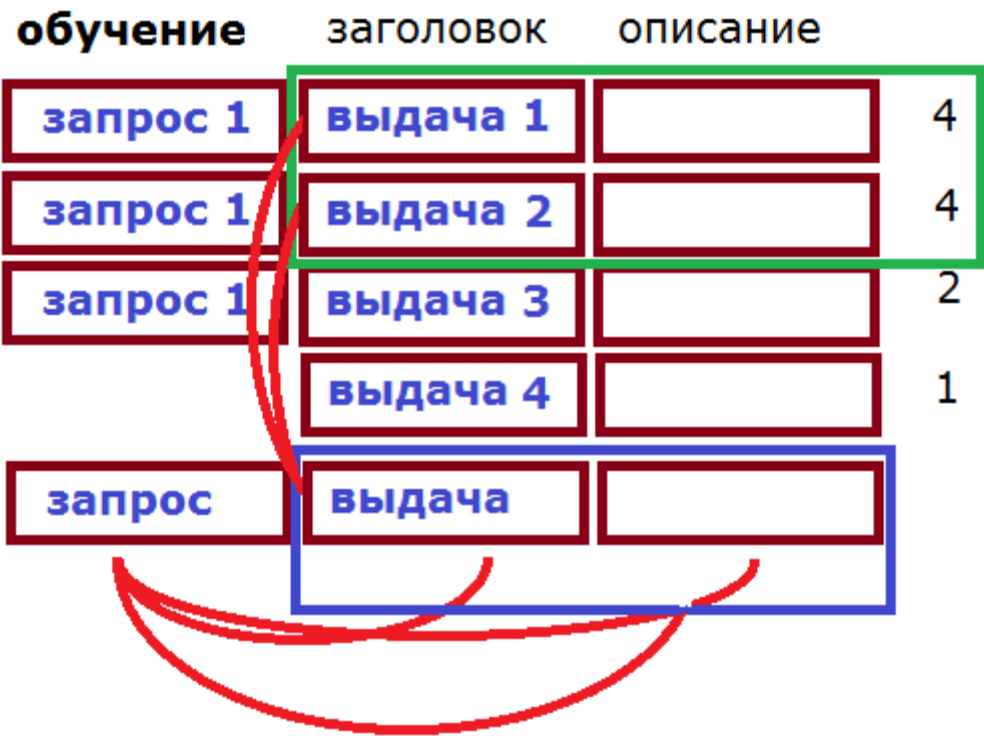 обучение заголовок описание
запрос 1 выдача 1 4
запрос 1 выдача 2 4
запрос 1 выдача 3 2
выдача 4 1
запрос выдача